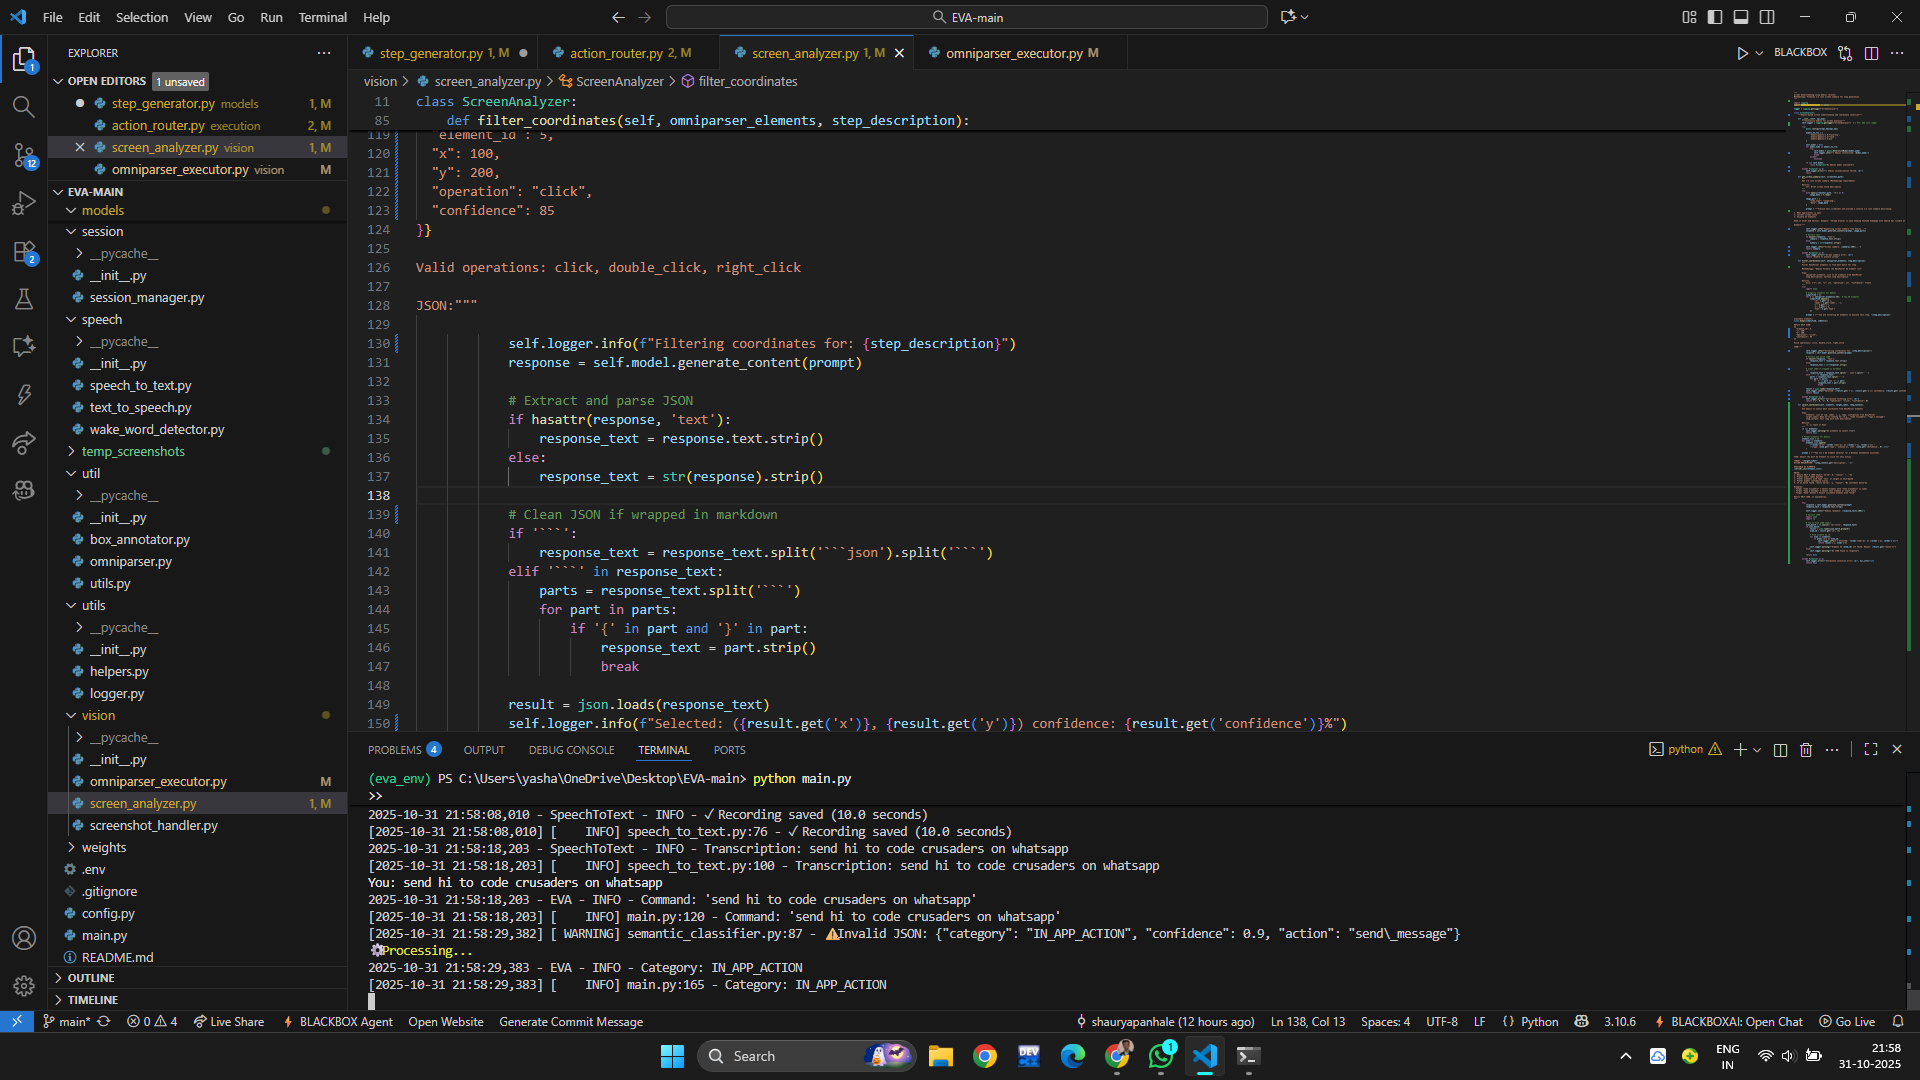 File Edit Selection View Go Run Terminal Help
EVA-main
EXPLORER
OPEN EDITORS 1 unsaved
step_generator.py models 1, M
action_router.py execution 2, M
screen_analyzer.py vision 1, M
omniparser_executor.py vision M
EVA-MAIN
models
session
__pycache__
__init__.py
session_manager.py
speech
__pycache__
__init__.py
speech_to_text.py
text_to_speech.py
wake_word_detector.py
temp_screenshots
util
__pycache__
__init__.py
box_annotator.py
omniparser.py
utils.py
utils
__pycache__
__init__.py
helpers.py
logger.py
vision
__pycache__
__init__.py
omniparser_executor.py M
screen_analyzer.py 1, M
screenshot_handler.py
weights
.env
.gitignore
config.py
main.py
README.md
OUTLINE
TIMELINE
1
12
2
step_generator.py 1, M
action_router.py 2, M
screen_analyzer.py 1, M
omniparser_executor.py M
BLACKBOX
vision > screen_analyzer.py > ScreenAnalyzer > filter_coordinates
11 class ScreenAnalyzer:
85 def filter_coordinates(self, omniparser_elements, step_description):
119 "element_id": 5,
120 "x": 100,
121 "y": 200,
122 "operation": "click",
123 "confidence": 85
124 }}
125
126 Valid operations: click, double_click, right_click
127
128 JSON:"""
129
130 self.logger.info(f"Filtering coordinates for: {step_description}")
131 response = self.model.generate_content(prompt)
132
133 # Extract and parse JSON
134 if hasattr(response, 'text'):
135 response_text = response.text.strip()
136 else:
137 response_text = str(response).strip()
138
139 # Clean JSON if wrapped in markdown
140 if '```':
141 response_text = response_text.split('```json').split('```')
142 elif '```' in response_text:
143 parts = response_text.split('```')
144 for part in parts:
145 if '{' in part and '}' in part:
146 response_text = part.strip()
147 break
148
149 result = json.loads(response_text)
150 self.logger.info(f"Selected: ({result.get('x')}, {result.get('y')}) confidence: {result.get('confidence')}%")
PROBLEMS 4 OUTPUT DEBUG CONSOLE TERMINAL PORTS
python
(eva_env) PS C:\Users\yasha\OneDrive\Desktop\EVA-main> python main.py
>>
2025-10-31 21:58:08,010 - SpeechToText - INFO - ✓ Recording saved (10.0 seconds)
[2025-10-31 21:58:08,010] [    INFO] speech_to_text.py:76 - ✓ Recording saved (10.0 seconds)
2025-10-31 21:58:18,203 - SpeechToText - INFO - Transcription: send hi to code crusaders on whatsapp
[2025-10-31 21:58:18,203] [    INFO] speech_to_text.py:100 - Transcription: send hi to code crusaders on whatsapp
You: send hi to code crusaders on whatsapp
2025-10-31 21:58:18,203 - EVA - INFO - Command: 'send hi to code crusaders on whatsapp'
[2025-10-31 21:58:18,203] [    INFO] main.py:120 - Command: 'send hi to code crusaders on whatsapp'
[2025-10-31 21:58:29,382] [ WARNING] semantic_classifier.py:87 - ⚠️Invalid JSON: {"category": "IN_APP_ACTION", "confidence": 0.9, "action": "send\_message"}
⚙️Processing...
2025-10-31 21:58:29,383 - EVA - INFO - Category: IN_APP_ACTION
[2025-10-31 21:58:29,383] [    INFO] main.py:165 - Category: IN_APP_ACTION
main* 0 4 Live Share BLACKBOX Agent Open Website Generate Commit Message shauryapanhale (12 hours ago) Ln 138, Col 13 Spaces: 4 UTF-8 LF {} Python 3.10.6 BLACKBOXAI: Open Chat Go Live
Search
DEV
1
ENG
IN
21:58
31-10-2025